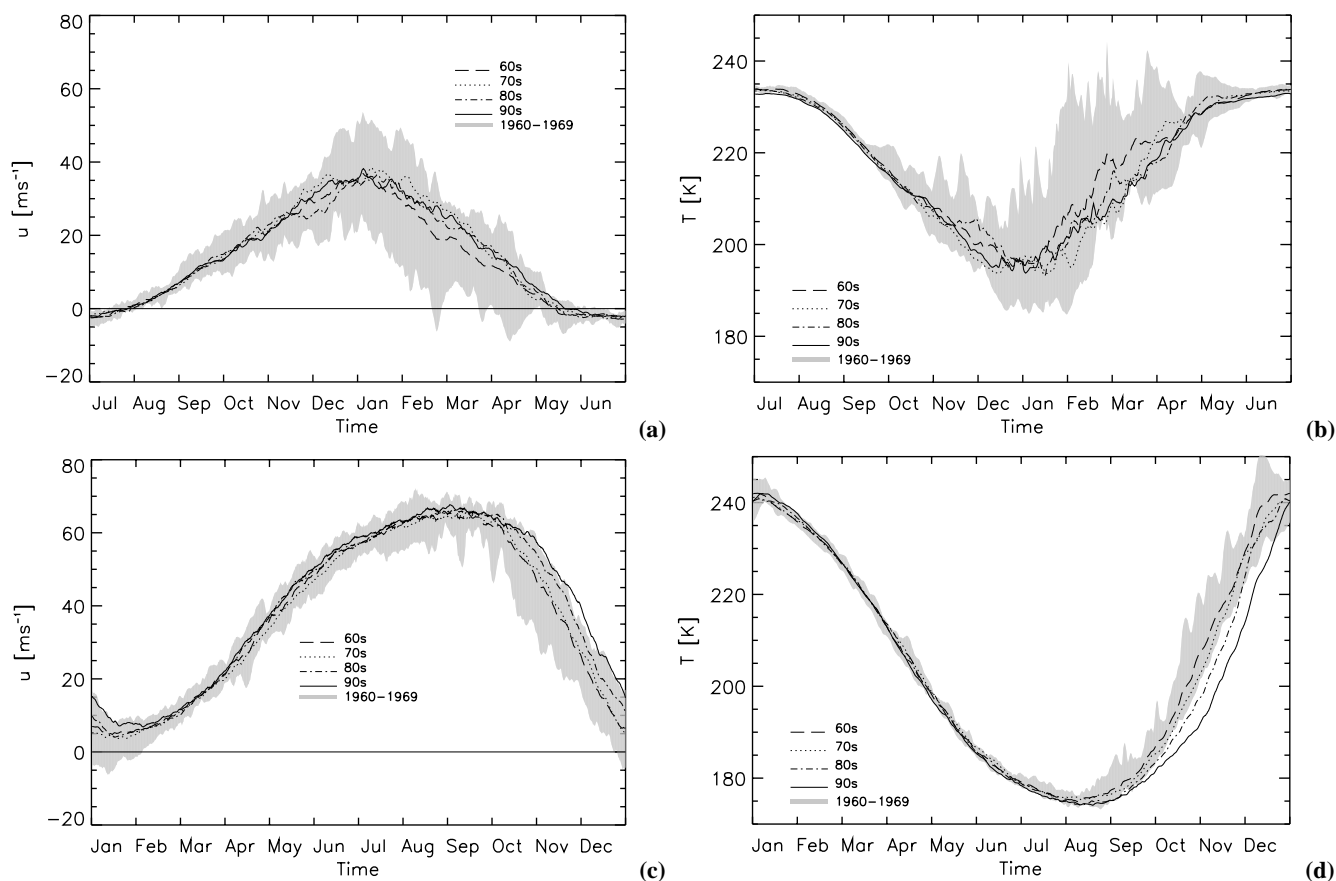 80
60
40
20
0
−20
u [ms⁻¹]
60s
70s
80s
90s
1960−1969
Jul Aug Sep Oct Nov Dec Jan Feb Mar Apr May Jun
Time
(a)
240
220
200
180
T [K]
60s
70s
80s
90s
1960−1969
Jul Aug Sep Oct Nov Dec Jan Feb Mar Apr May Jun
Time
(b)
80
60
40
20
0
−20
u [ms⁻¹]
60s
70s
80s
90s
1960−1969
Jan Feb Mar Apr May Jun Jul Aug Sep Oct Nov Dec
Time
(c)
240
220
200
180
T [K]
60s
70s
80s
90s
1960−1969
Jan Feb Mar Apr May Jun Jul Aug Sep Oct Nov Dec
Time
(d)